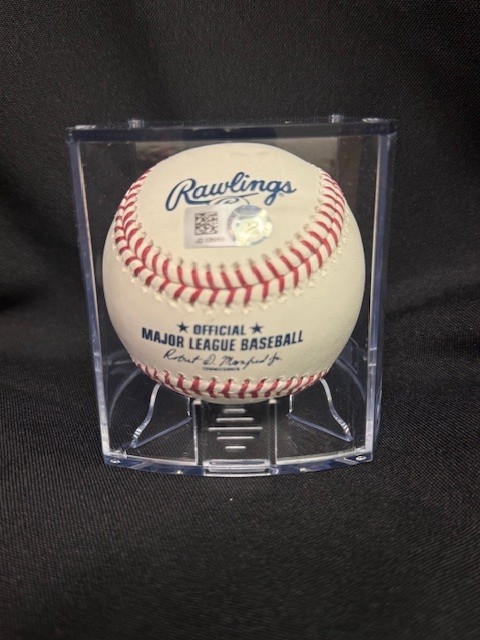 Rawlings
★ OFFICIAL ★
MAJOR LEAGUE BASEBALL
Robert D. Manfred Jr.